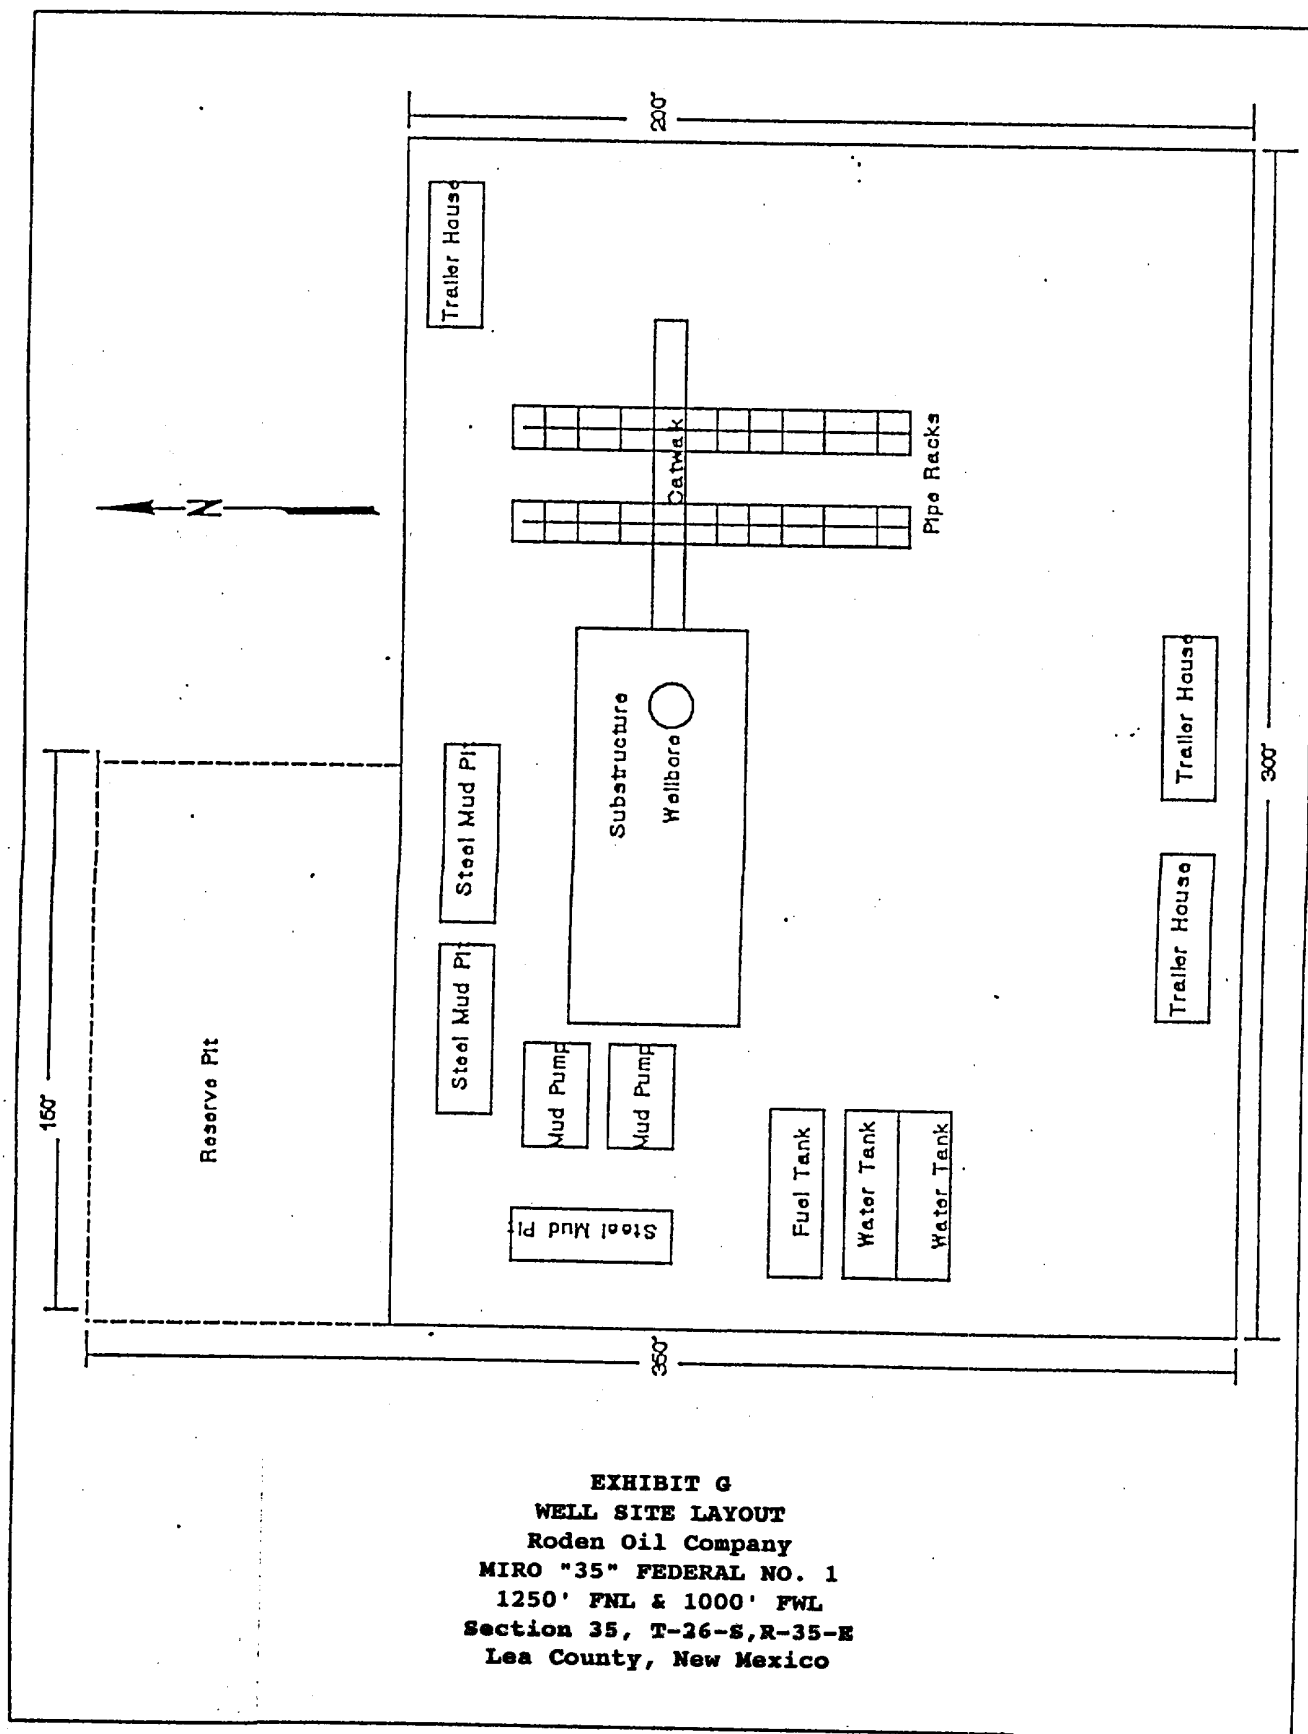 200'
Trailer House
Catwalk
Pipe Racks
N
Substructure
Wellbore
Trailer House
300'
Steel Mud Pit
Steel Mud Pit
Trailer House
150'
Reserve Pit
Mud Pump
Mud Pump
Fuel Tank
Water Tank
Water Tank
Steel Mud Pit
350'
EXHIBIT G
WELL SITE LAYOUT
Roden Oil Company
MIRO "35" FEDERAL NO. 1
1250' FNL & 1000' FWL
Section 35, T-26-S,R-35-E
Lea County, New Mexico